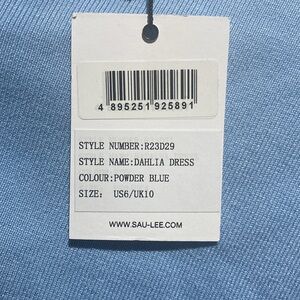 4 895251 925891
STYLE NUMBER:R23D29
STYLE NAME:DAHLIA DRESS
COLOUR:POWDER BLUE
SIZE: US6/UK10
WWW.SAU-LEE.COM